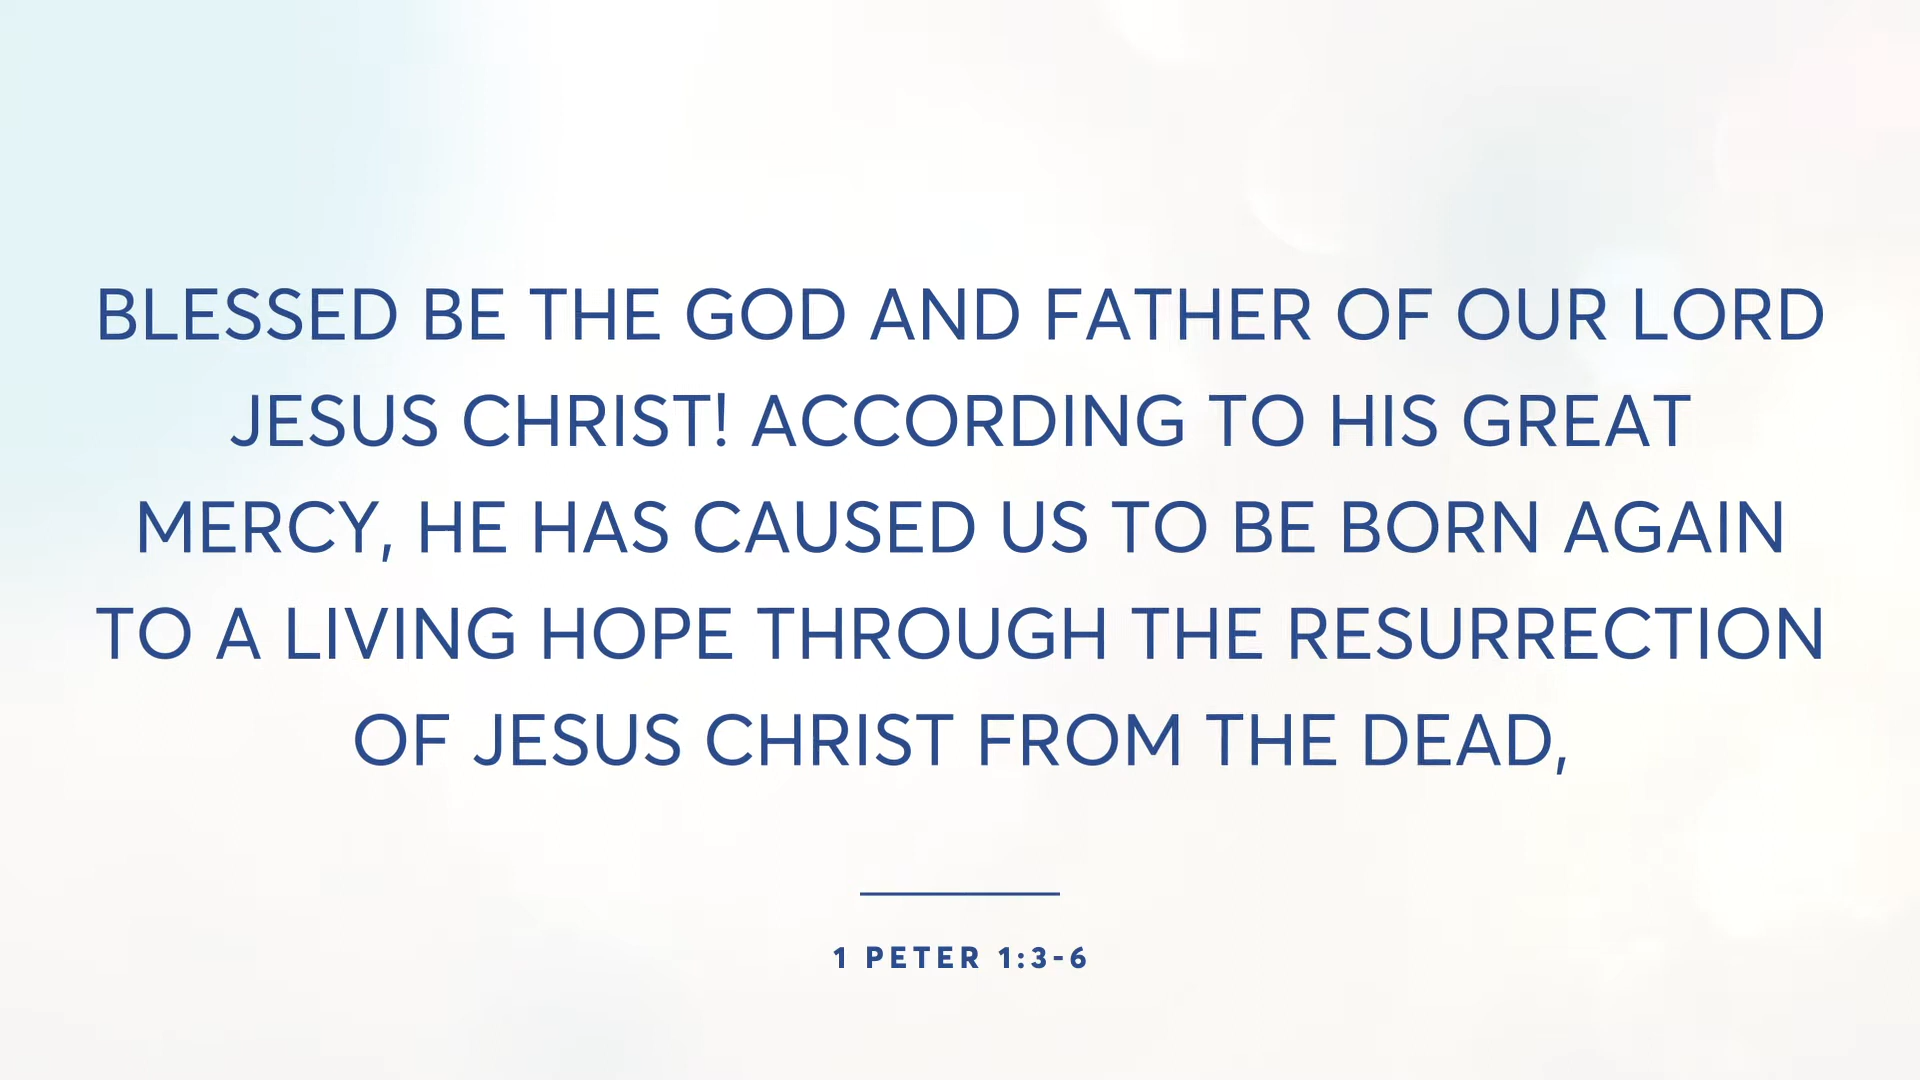 BLESSED BE THE GOD AND FATHER OF OUR LORD
JESUS CHRIST! ACCORDING TO HIS GREAT
MERCY, HE HAS CAUSED US TO BE BORN AGAIN
TO A LIVING HOPE THROUGH THE RESURRECTION
OF JESUS CHRIST FROM THE DEAD,
1 PETER 1:3-6